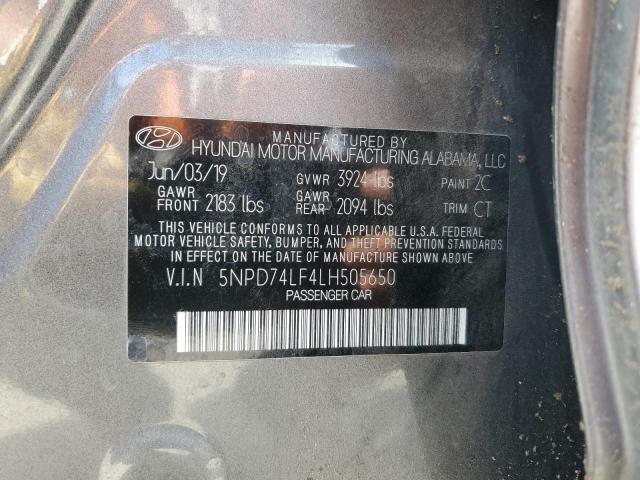 MANUFACTURED BY
HYUNDAI MOTOR MANUFACTURING ALABAMA, LLC
Jun/03/19 GVWR 3924 lbs PAINT 2C
GAWR FRONT 2183 lbs GAWR REAR 2094 lbs TRIM CT
THIS VEHICLE CONFORMS TO ALL APPLICABLE U.S.A. FEDERAL
MOTOR VEHICLE SAFETY, BUMPER, AND THEFT PREVENTION STANDARDS
IN EFFECT ON THE DATE OF MANUFACTURE SHOWN ABOVE.
V.I.N 5NPD74LF4LH505650
PASSENGER CAR